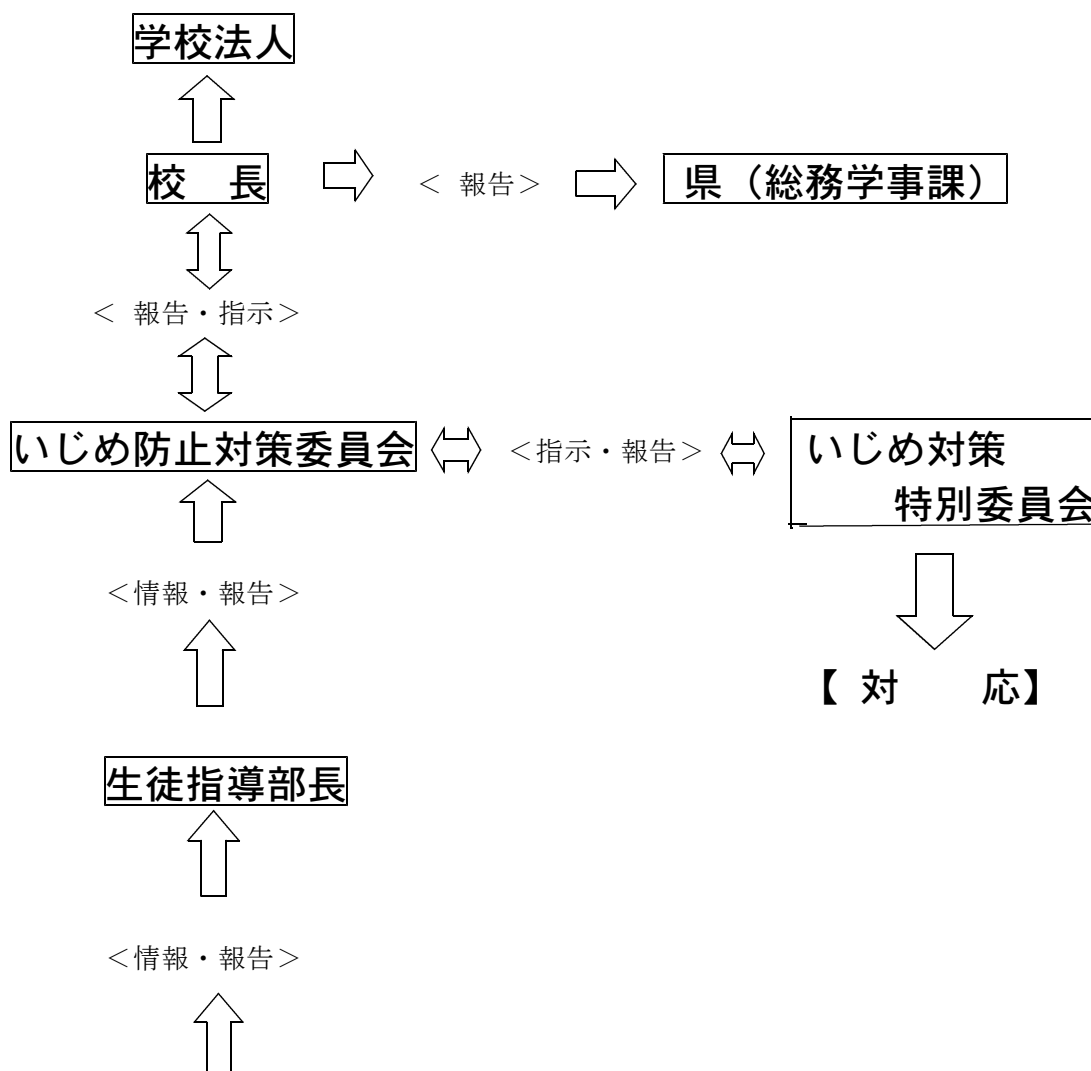 学校法人
校　長
< 報告>
県（総務学事課）
< 報告・指示>
いじめ防止対策委員会
<指示・報告>
いじめ対策
特別委員会
<情報・報告>
【 対　　応】
生徒指導部長
<情報・報告>